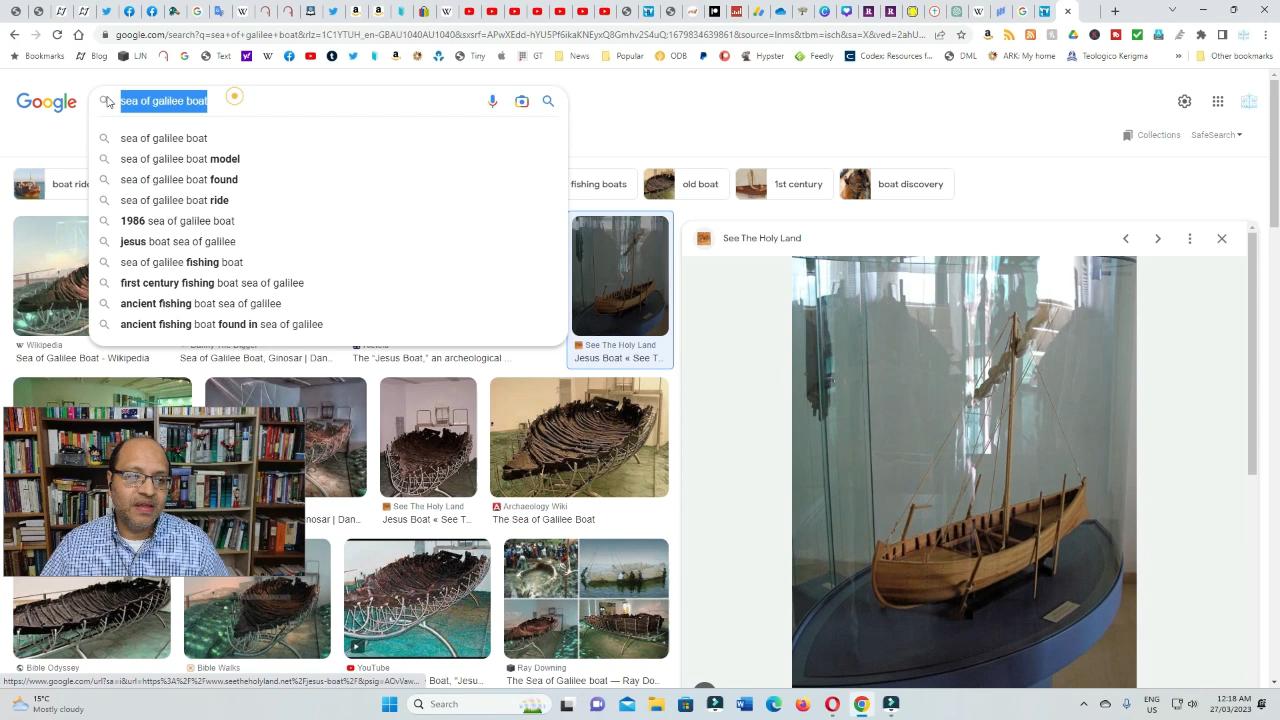 google.com/search?q=sea+of+galilee+boat&rlz=1C1YTUH_en-GBAU1040AU1040&sxsrf=APwXEdd-hYU5Pf6ikaKNEyxQ8Gmhv2S4uQ:1679834639861&source=lnms&tbm=isch&sa=X&ved=2ahU...
Bookmarks
Blog
LIN
Text
Tiny
GT
News
Popular
ODB
P
Hypster
Feedly
Codex: Resources f...
DML
ARK: My home
Teologico Kerigma
»
Other bookmarks
Google
sea of galilee boat
Collections
SafeSearch
sea of galilee boat
sea of galilee boat model
sea of galilee boat found
sea of galilee boat ride
1986 sea of galilee boat
jesus boat sea of galilee
sea of galilee fishing boat
first century fishing boat sea of galilee
ancient fishing boat sea of galilee
ancient fishing boat found in sea of galilee
boat ride
fishing boats
old boat
1st century
boat discovery
See The Holy Land
Wikipedia
Sea of Galilee Boat - Wikipedia
Sea of Galilee Boat, Ginosar | Dan...
The "Jesus Boat," an archeological ...
See The Holy Land
Jesus Boat « See T...
nosar | Dan...
See The Holy Land
Jesus Boat « See T...
Archaeology Wiki
The Sea of Galilee Boat
Bible Odyssey
Bible Walks
YouTube
Boat, "Jesu...
Ray Downing
The Sea of Galilee boat — Ray Do...
15°C
Mostly cloudy
Search
ENG
US
12:18 AM
27/03/2023